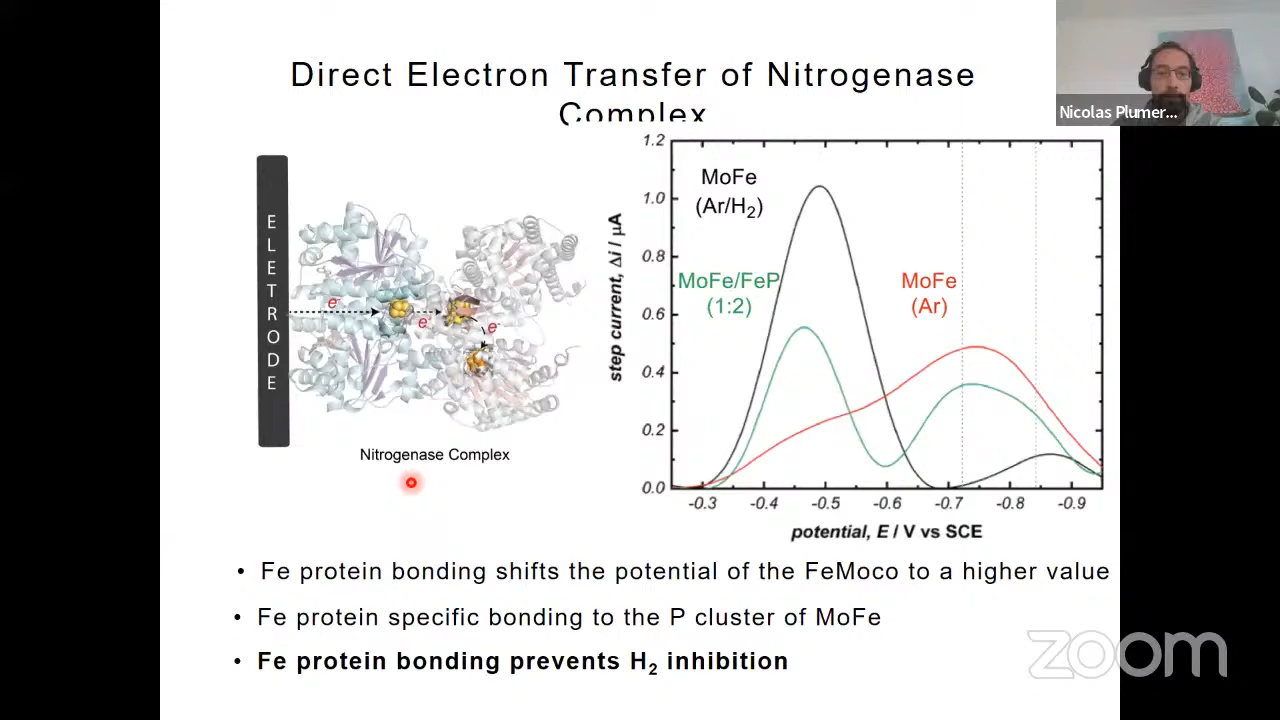 Direct Electron Transfer of Nitrogenase
Complex
Nicolas Plumer...
ELETRODE
e-
e-
e-
Nitrogenase Complex
MoFe
(Ar/H2)
MoFe/FeP
(1:2)
MoFe
(Ar)
step current, Δi / μA
1.2
1.0
0.8
0.6
0.4
0.2
0.0
-0.3 -0.4 -0.5 -0.6 -0.7 -0.8 -0.9
potential, E / V vs SCE
• Fe protein bonding shifts the potential of the FeMoco to a higher value
• Fe protein specific bonding to the P cluster of MoFe
• Fe protein bonding prevents H2 inhibition
zoom